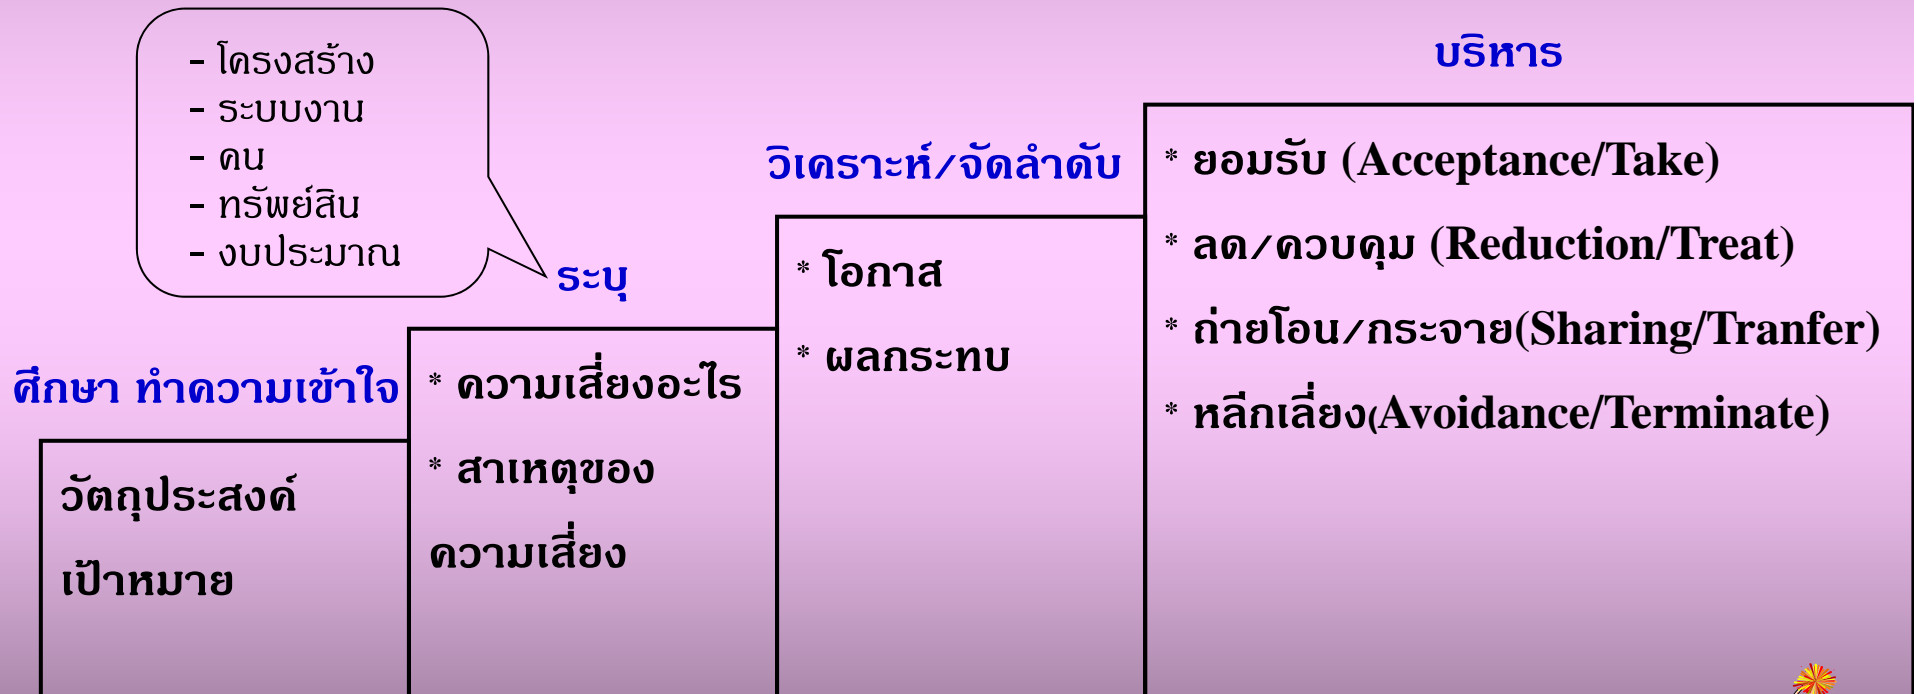 - โครงสร้าง
- ระบบงาน
- คน
- ทรัพย์สิน
- งบประมาณ
ศึกษา ทำความเข้าใจ
วัตถุประสงค์
เป้าหมาย
ระบุ
* ความเสี่ยงอะไร
* สาเหตุของ
ความเสี่ยง
วิเคราะห์/จัดลำดับ
* โอกาส
* ผลกระทบ
บริหาร
* ยอมรับ (Acceptance/Take)
* ลด/ควบคุม (Reduction/Treat)
* ถ่ายโอน/กระจาย(Sharing/Tranfer)
* หลีกเลี่ยง(Avoidance/Terminate)